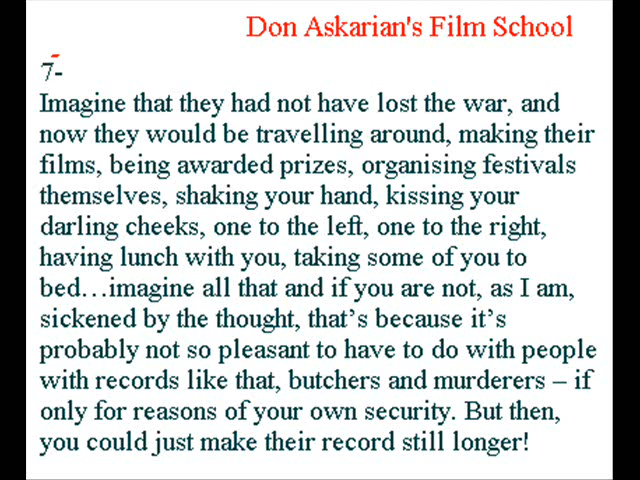 Don Askarian's Film School
7-
Imagine that they had not have lost the war, and
now they would be travelling around, making their
films, being awarded prizes, organising festivals
themselves, shaking your hand, kissing your
darling cheeks, one to the left, one to the right,
having lunch with you, taking some of you to
bed…imagine all that and if you are not, as I am,
sickened by the thought, that’s because it’s
probably not so pleasant to have to do with people
with records like that, butchers and murderers – if
only for reasons of your own security. But then,
you could just make their record still longer!